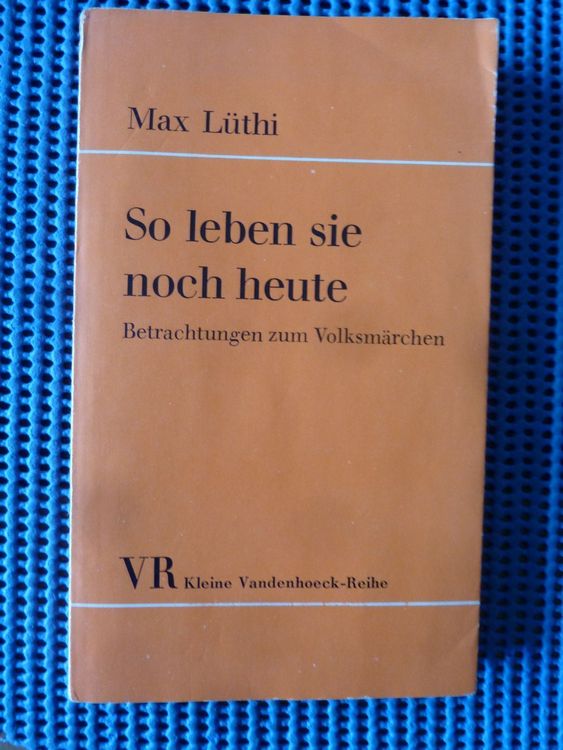 Max Lüthi
So leben sie
noch heute
Betrachtungen zum Volksmärchen
VR Kleine Vandenhoeck-Reihe